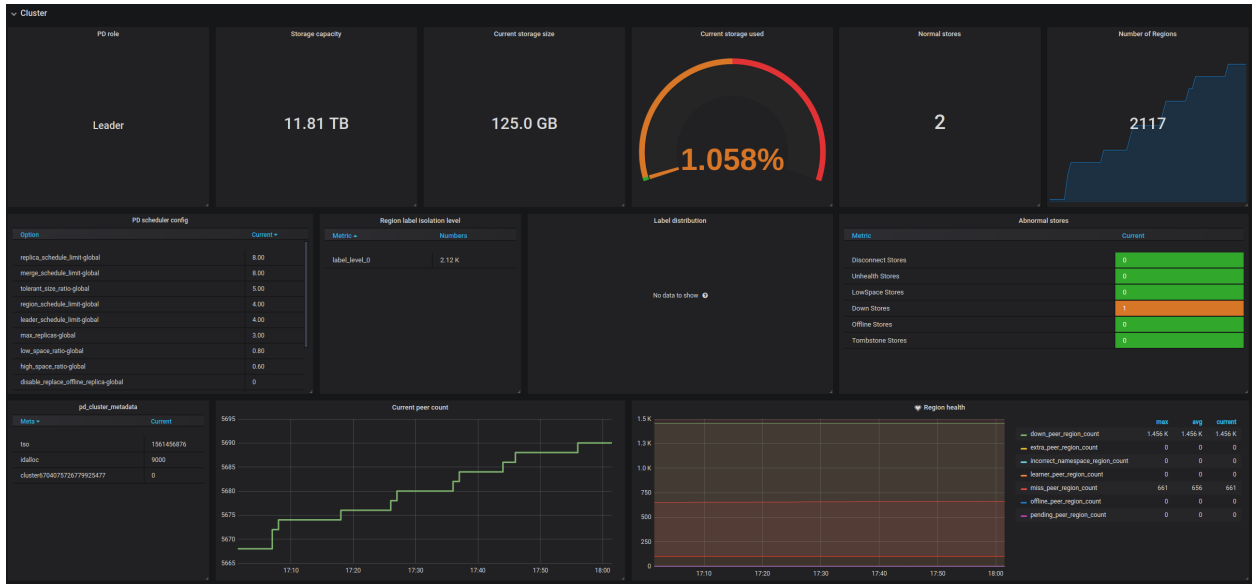 Cluster
PD role
Storage capacity
Current storage size
Current storage used
Normal stores
Number of Regions
Leader
11.81 TB
125.0 GB
1.058%
2
2117
PD scheduler config
Option Current
replica_schedule_limit-global 8.00
merge_schedule_limit-global 8.00
tolerant_size_ratio-global 5.00
region_schedule_limit-global 4.00
leader_schedule_limit-global 4.00
max_replicas-global 3.00
low_space_ratio-global 0.80
high_space_ratio-global 0.60
disable_replace_offline_replica-global 0
Region label isolation level
Metric Numbers
label_level_0 2.12 K
Label distribution
No data to show
Abnormal stores
Metric Current
Disconnect Stores 0
Unhealth Stores 0
LowSpace Stores 0
Down Stores 1
Offline Stores 0
Tombstone Stores 0
pd_cluster_metadata
Meta Current
tso 1561456876
idalloc 9000
cluster6704075726779925477 0
Current peer count
5695
5690
5685
5680
5675
5670
5665
17:10 17:20 17:30 17:40 17:50 18:00
Region health
1.5 K
1.3 K
1.0 K
750
500
250
0
17:10 17:20 17:30 17:40 17:50 18:00
max avg current
down_peer_region_count 1.456 K 1.456 K 1.456 K
extra_peer_region_count 0 0 0
incorrect_namespace_region_count 0 0 0
learner_peer_region_count 0 0 0
miss_peer_region_count 661 656 661
offline_peer_region_count 0 0 0
pending_peer_region_count 0 0 0